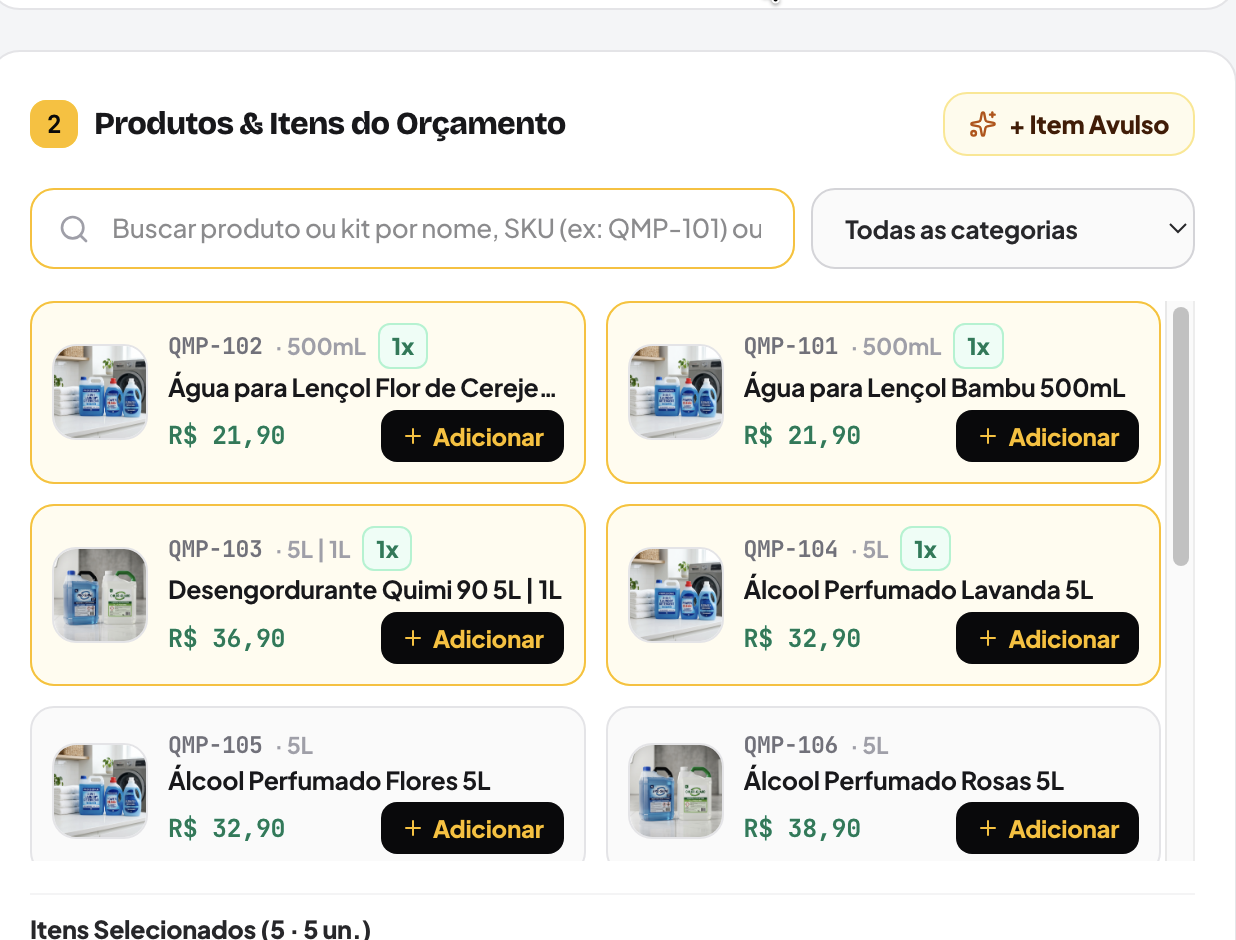 2 Produtos & Itens do Orçamento
+ Item Avulso
Buscar produto ou kit por nome, SKU (ex: QMP-101) ou
Todas as categorias
QMP-102 · 500mL 1x
Água para Lençol Flor de Cereje...
R$ 21,90
+ Adicionar
QMP-101 · 500mL 1x
Água para Lençol Bambu 500mL
R$ 21,90
+ Adicionar
QMP-103 · 5L | 1L 1x
Desengordurante Quimi 90 5L | 1L
R$ 36,90
+ Adicionar
QMP-104 · 5L 1x
Álcool Perfumado Lavanda 5L
R$ 32,90
+ Adicionar
QMP-105 · 5L
Álcool Perfumado Flores 5L
R$ 32,90
+ Adicionar
QMP-106 · 5L
Álcool Perfumado Rosas 5L
R$ 38,90
+ Adicionar
Itens Selecionados (5 · 5 un.)